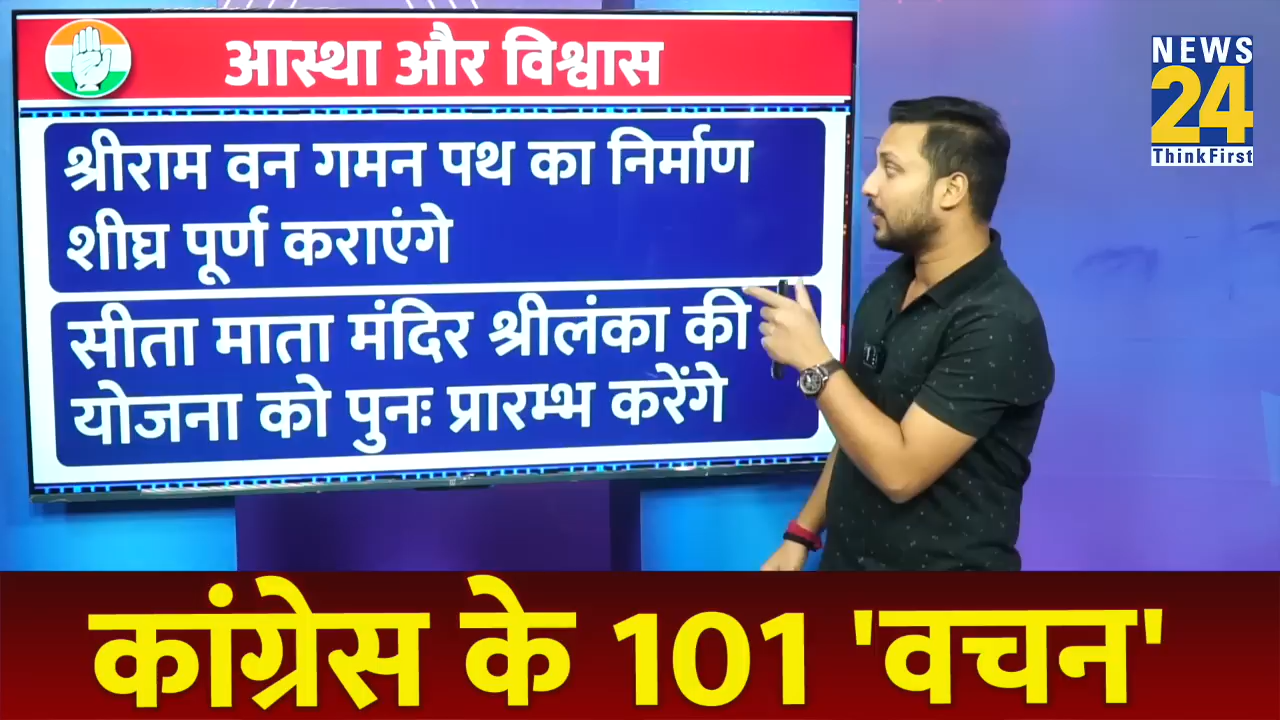 आस्था और विश्वास
NEWS
24
ThinkFirst
श्रीराम वन गमन पथ का निर्माण
शीघ्र पूर्ण कराएंगे
सीता माता मंदिर श्रीलंका की
योजना को पुनः प्रारम्भ करेंगे
कांग्रेस के 101 'वचन'